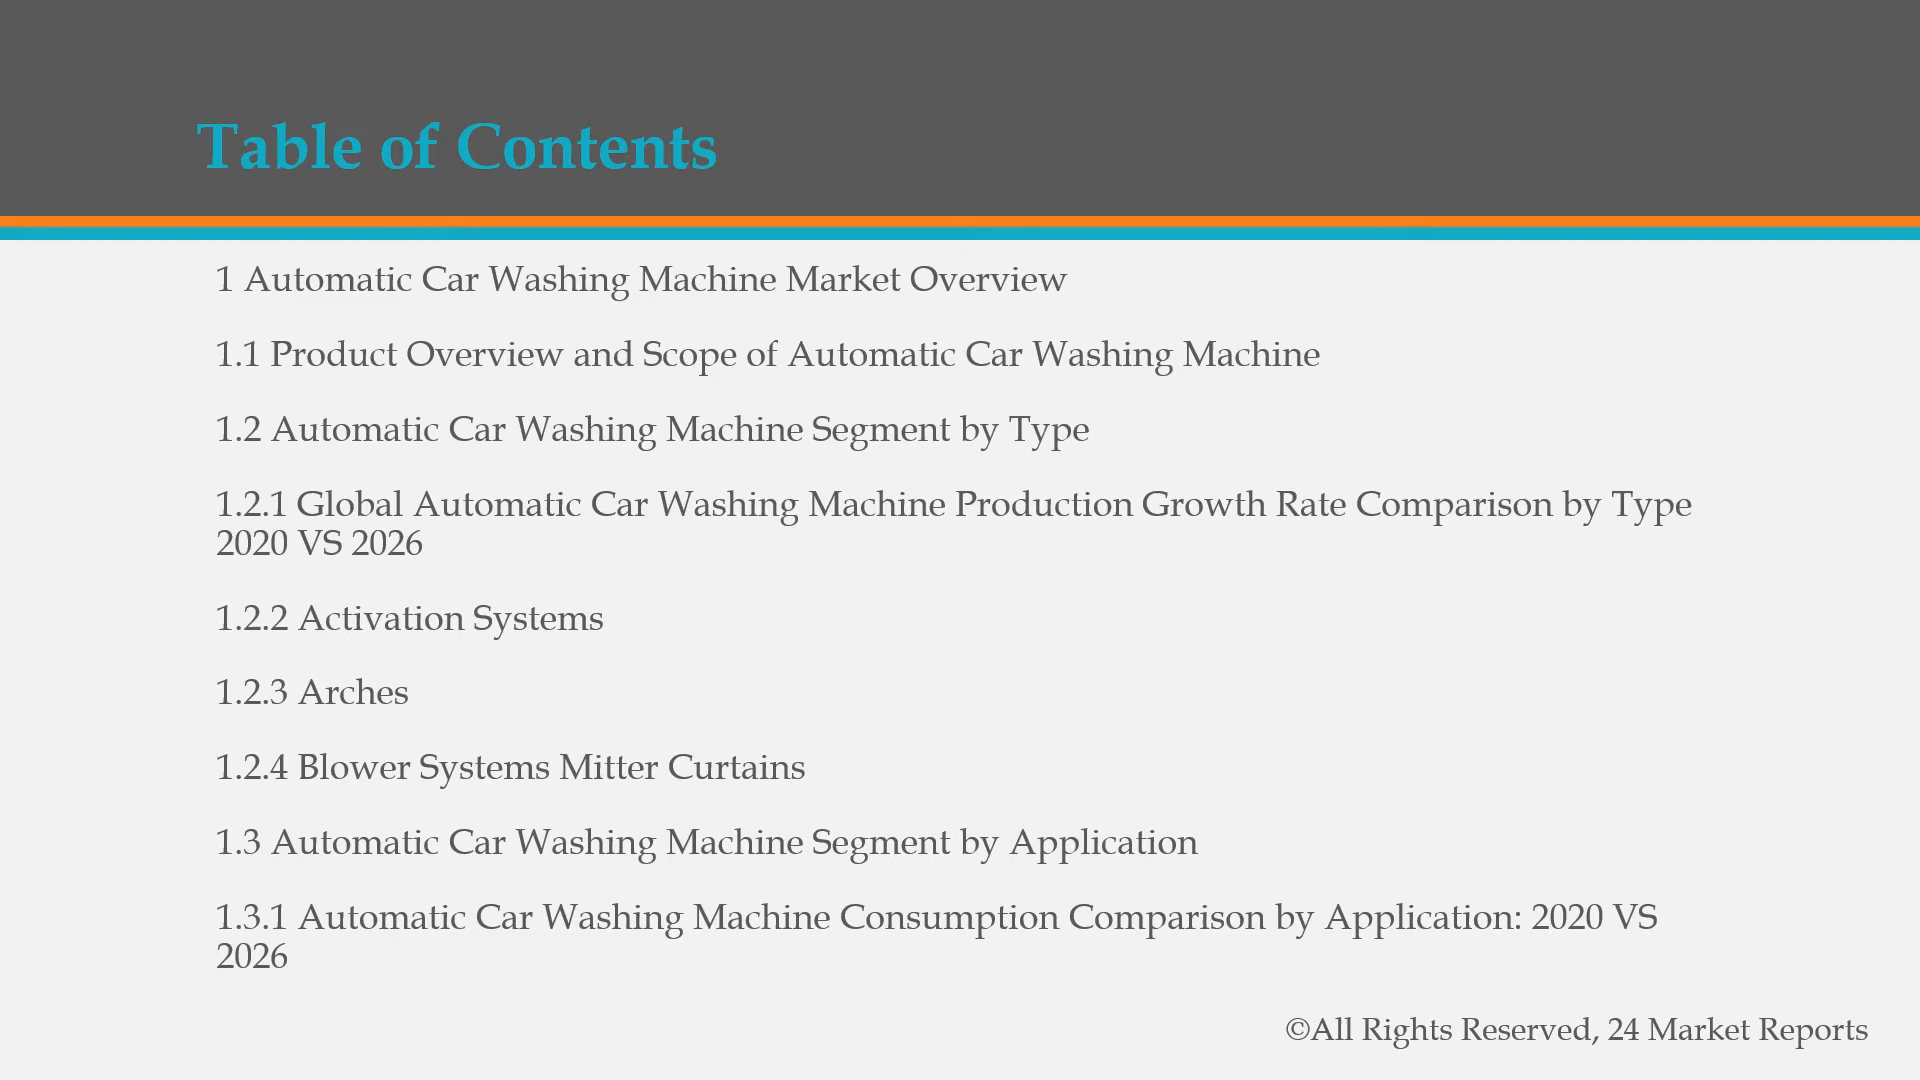 Table of Contents
1 Automatic Car Washing Machine Market Overview
1.1 Product Overview and Scope of Automatic Car Washing Machine
1.2 Automatic Car Washing Machine Segment by Type
1.2.1 Global Automatic Car Washing Machine Production Growth Rate Comparison by Type
2020 VS 2026
1.2.2 Activation Systems
1.2.3 Arches
1.2.4 Blower Systems Mitter Curtains
1.3 Automatic Car Washing Machine Segment by Application
1.3.1 Automatic Car Washing Machine Consumption Comparison by Application: 2020 VS
2026
©All Rights Reserved, 24 Market Reports